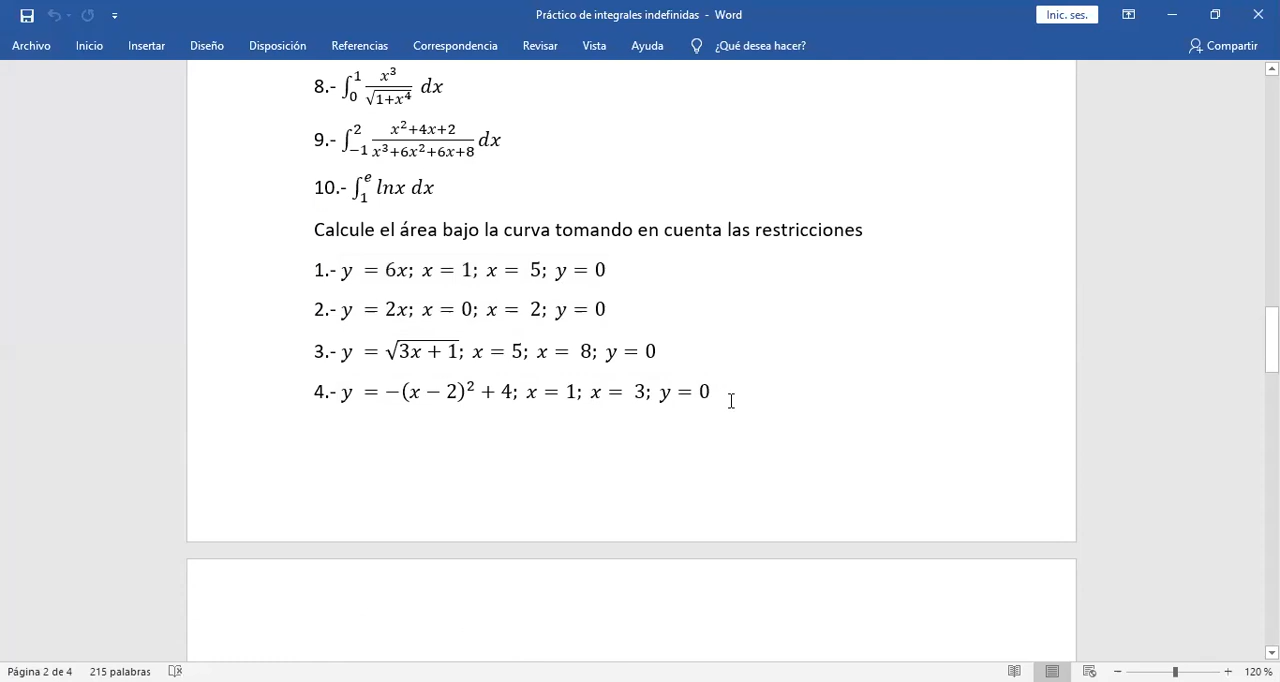 Práctico de integrales indefinidas - Word
Inic. ses.
Archivo Inicio Insertar Diseño Disposición Referencias Correspondencia Revisar Vista Ayuda ¿Qué desea hacer? Compartir
8.- ∫₀¹ x³/√(1+x⁴) dx
9.- ∫₋₁² (x²+4x+2)/(x³+6x²+6x+8) dx
10.- ∫₁ᵉ lnx dx
Calcule el área bajo la curva tomando en cuenta las restricciones
1.- y = 6x; x = 1; x = 5; y = 0
2.- y = 2x; x = 0; x = 2; y = 0
3.- y = √(3x + 1); x = 5; x = 8; y = 0
4.- y = −(x − 2)² + 4; x = 1; x = 3; y = 0
Página 2 de 4 215 palabras 120 %